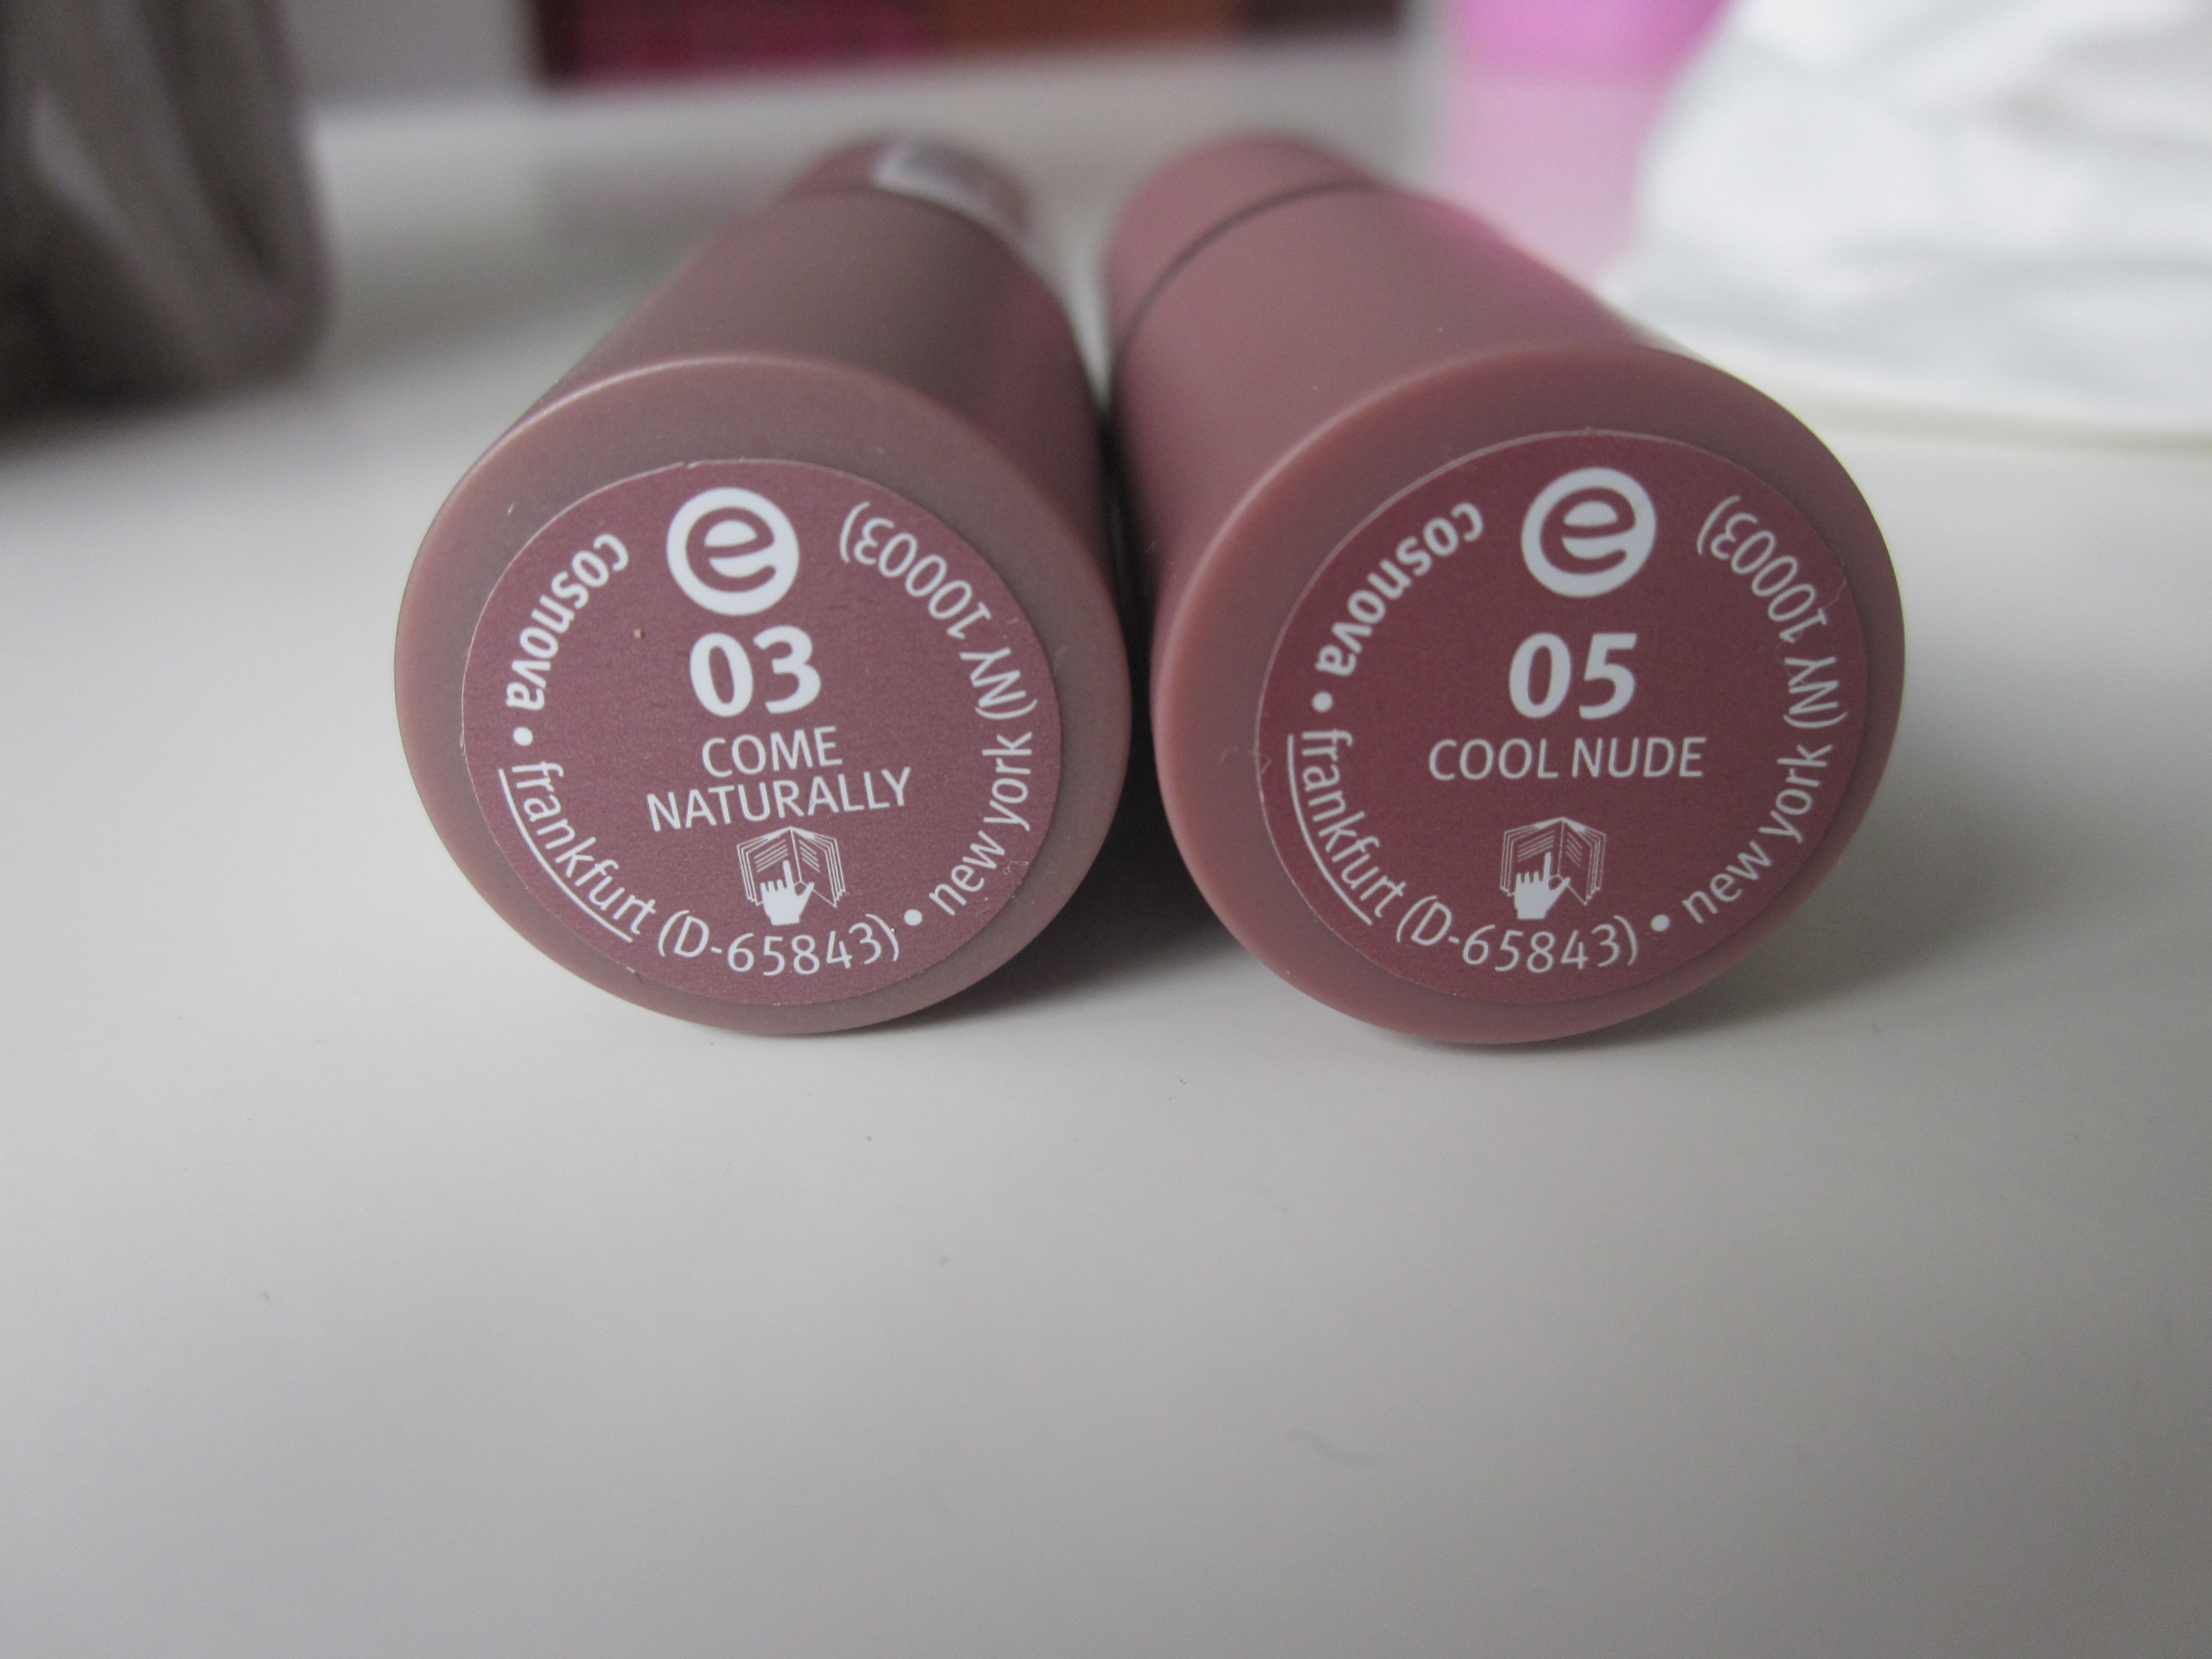 e
03
COME
NATURALLY
cosnova • frankfurt (D-65843) • new york (NY 10003)
e
05
COOL NUDE
cosnova • frankfurt (D-65843) • new york (NY 10003)